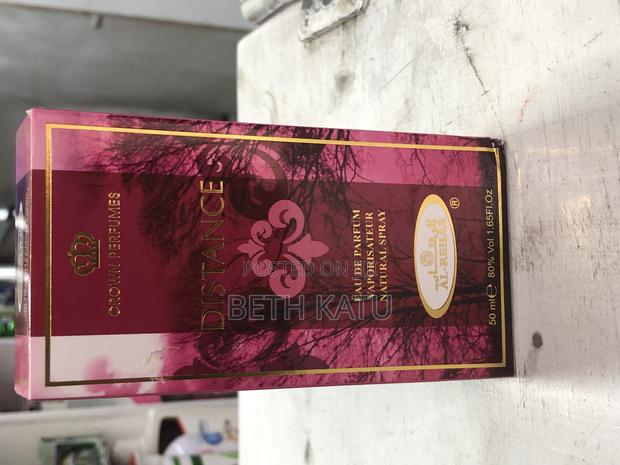 CROWN PERFUMES
DISTANCE
EAU DE PARFUM
VAPORISATEUR
NATURAL SPRAY
الرحاب
AL-REHAB
®
50 ml e 80% Vol 1.65Fl.Oz
POSTED ON
BETH KATU